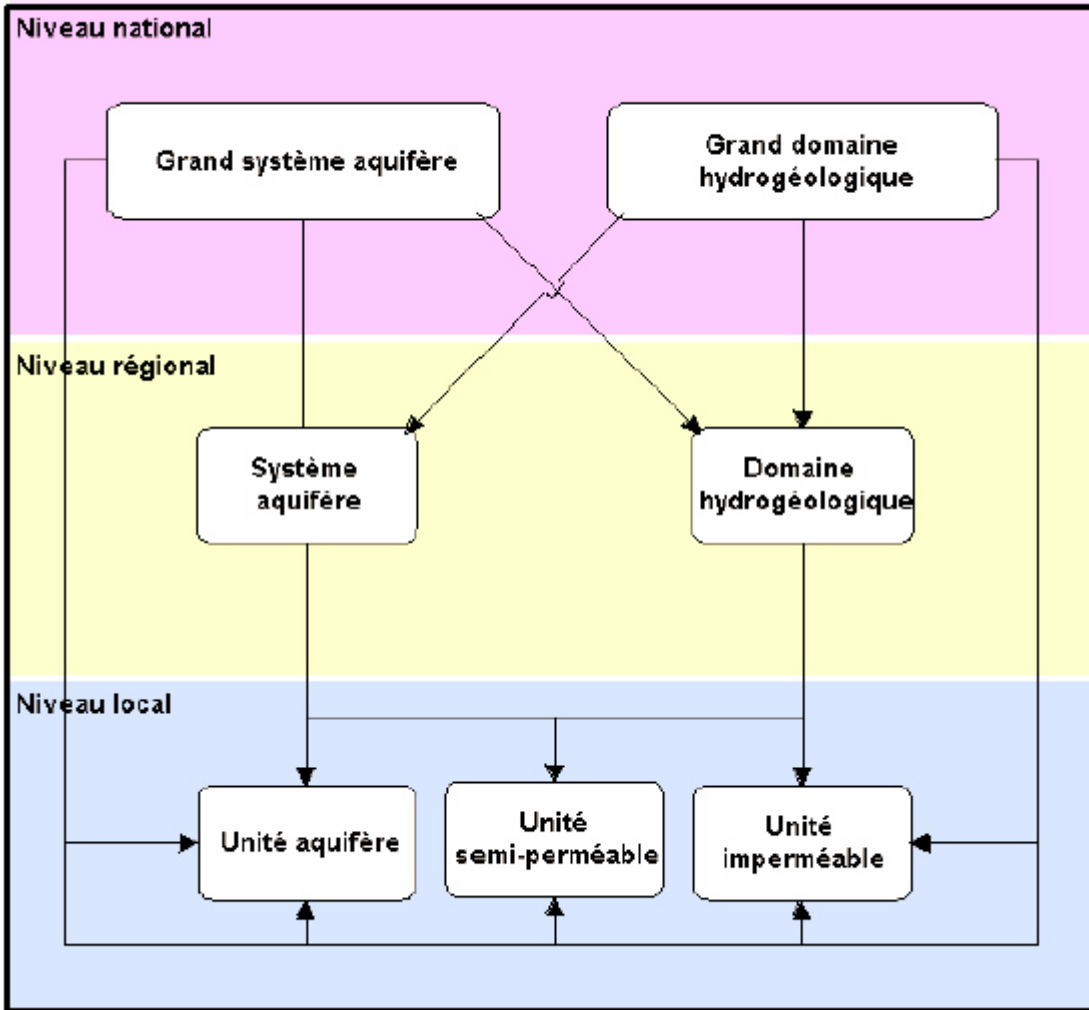 Niveau national
Grand système aquifère
Grand domaine
hydrogéologique
Niveau régional
Système
aquifère
Domaine
hydrogéologique
Niveau local
Unité aquifère
Unité
semi-perméable
Unité
imperméable